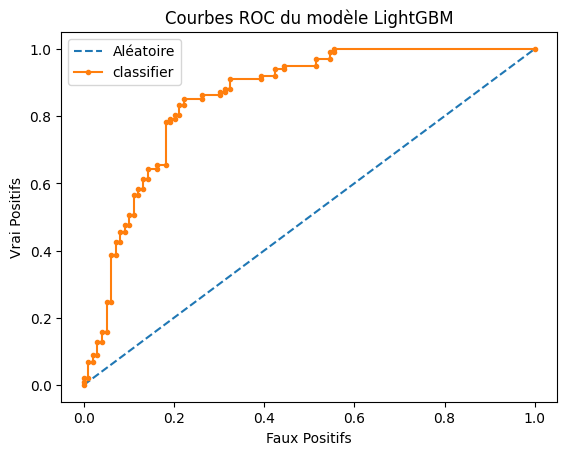 Courbes ROC du modèle LightGBM
Aléatoire
classifier
Vrai Positifs
1.0
0.8
0.6
0.4
0.2
0.0
0.0 0.2 0.4 0.6 0.8 1.0
Faux Positifs